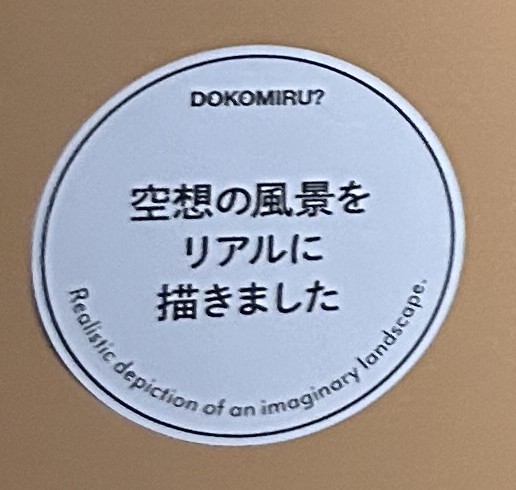 DOKOMIRU?
空想の風景を
リアルに
描きました
Realistic depiction of an imaginary landscape.